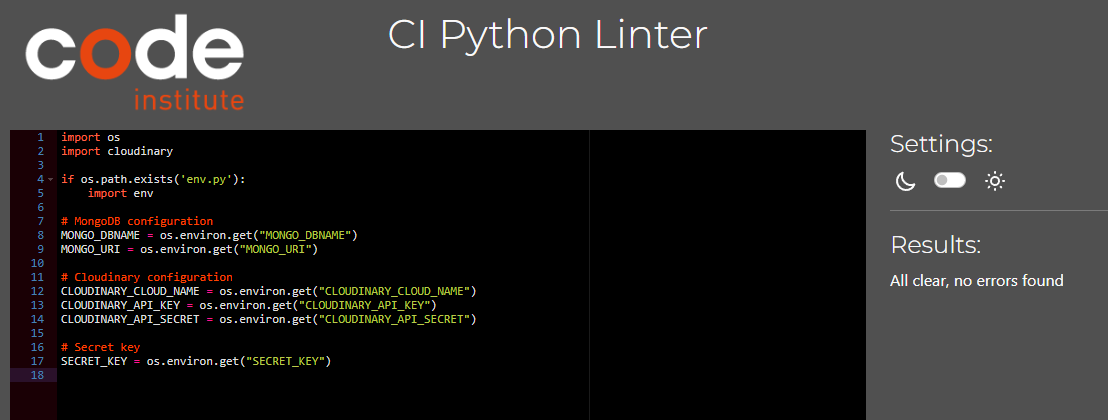 code
institute
CI Python Linter
1 import os
2 import cloudinary
3
4 if os.path.exists('env.py'):
5     import env
6
7 # MongoDB configuration
8 MONGO_DBNAME = os.environ.get("MONGO_DBNAME")
9 MONGO_URI = os.environ.get("MONGO_URI")
10
11 # Cloudinary configuration
12 CLOUDINARY_CLOUD_NAME = os.environ.get("CLOUDINARY_CLOUD_NAME")
13 CLOUDINARY_API_KEY = os.environ.get("CLOUDINARY_API_KEY")
14 CLOUDINARY_API_SECRET = os.environ.get("CLOUDINARY_API_SECRET")
15
16 # Secret key
17 SECRET_KEY = os.environ.get("SECRET_KEY")
18
Settings:
Results:
All clear, no errors found